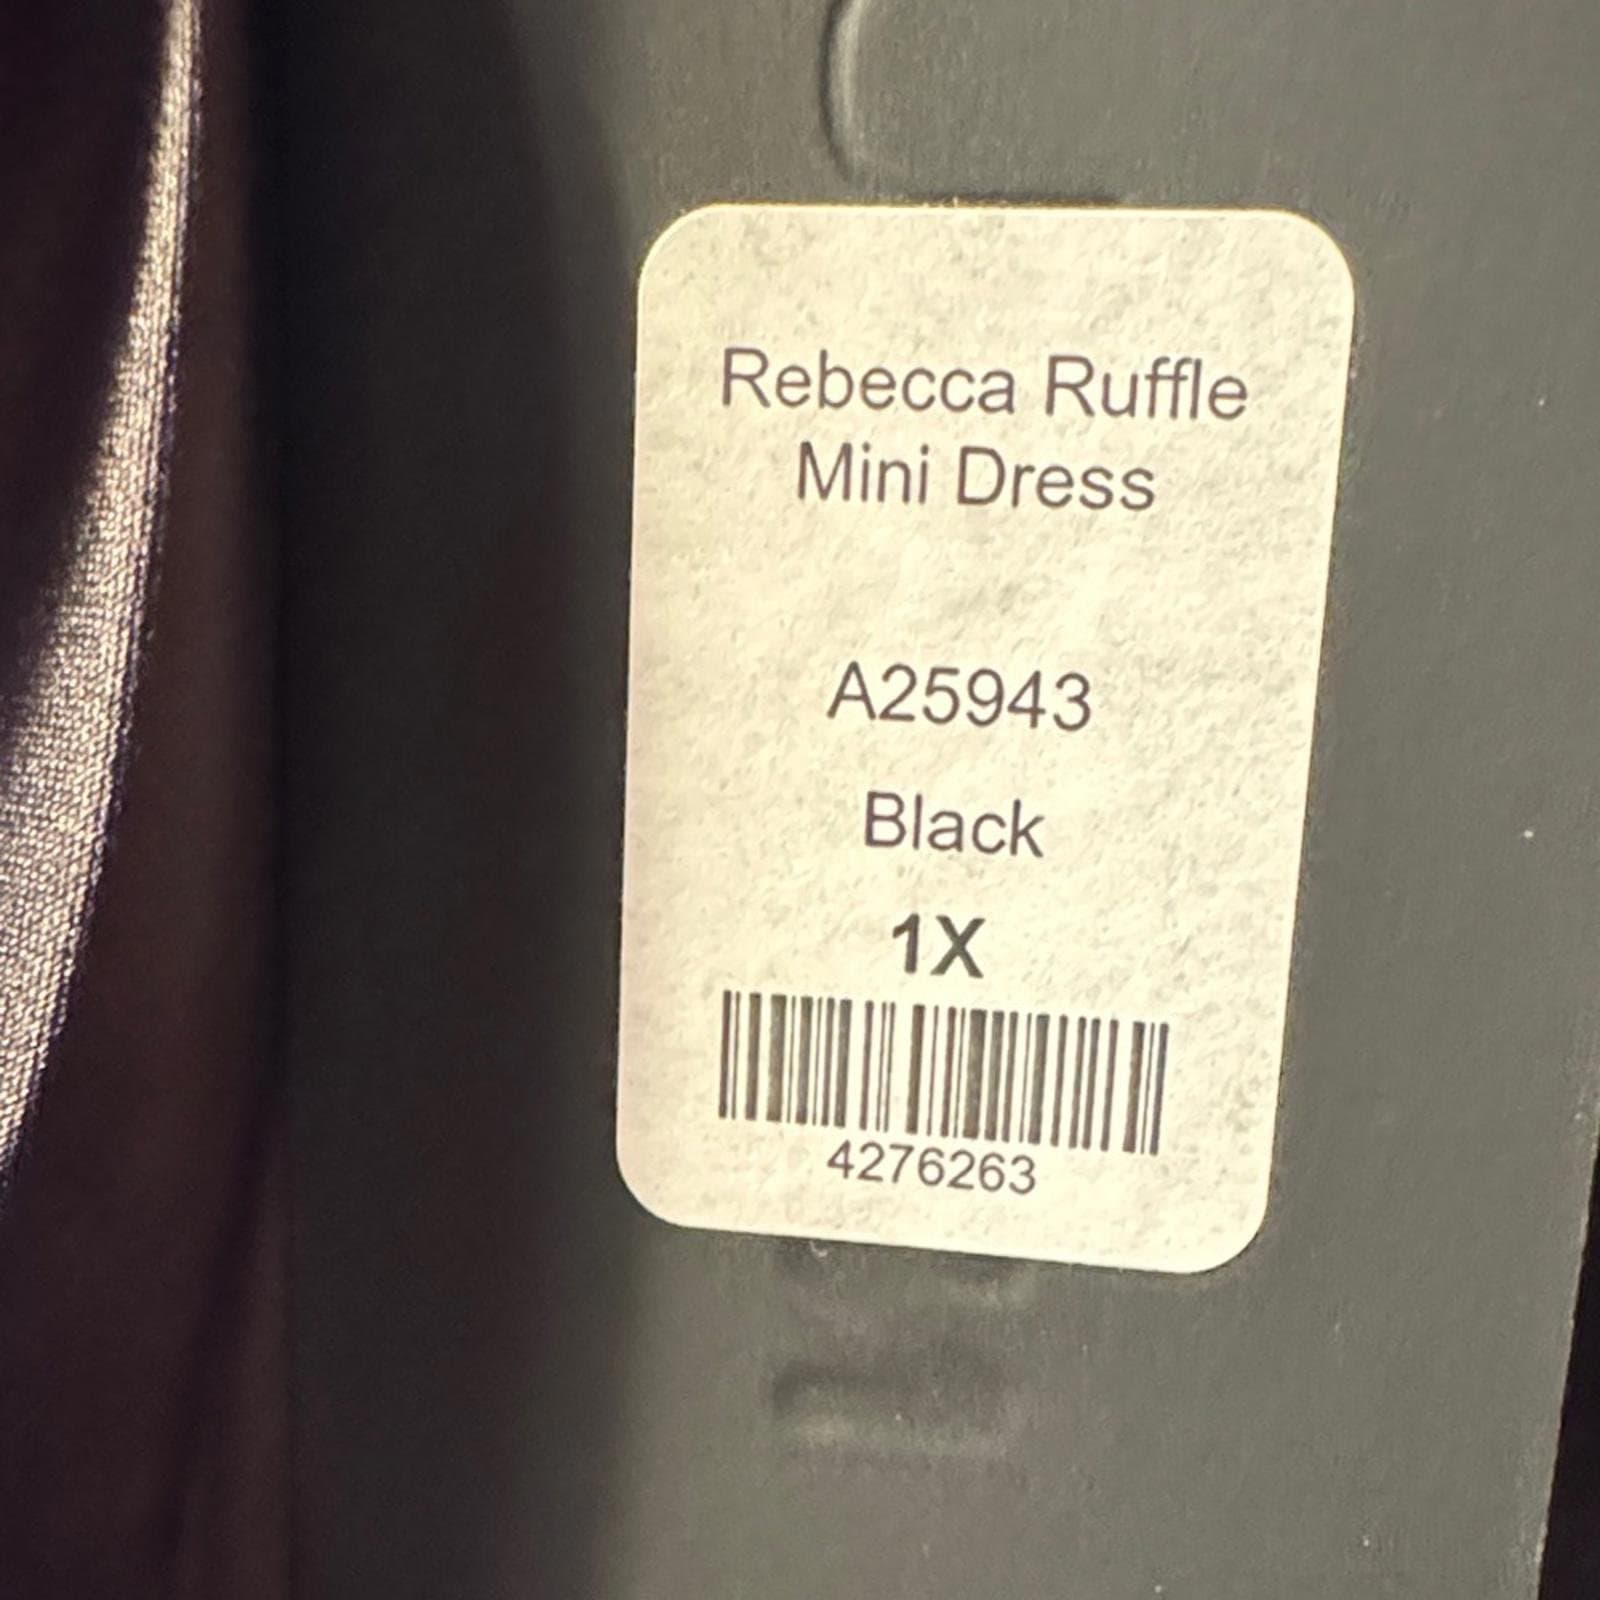 Rebecca Ruffle
Mini Dress
A25943
Black
1X
4276263